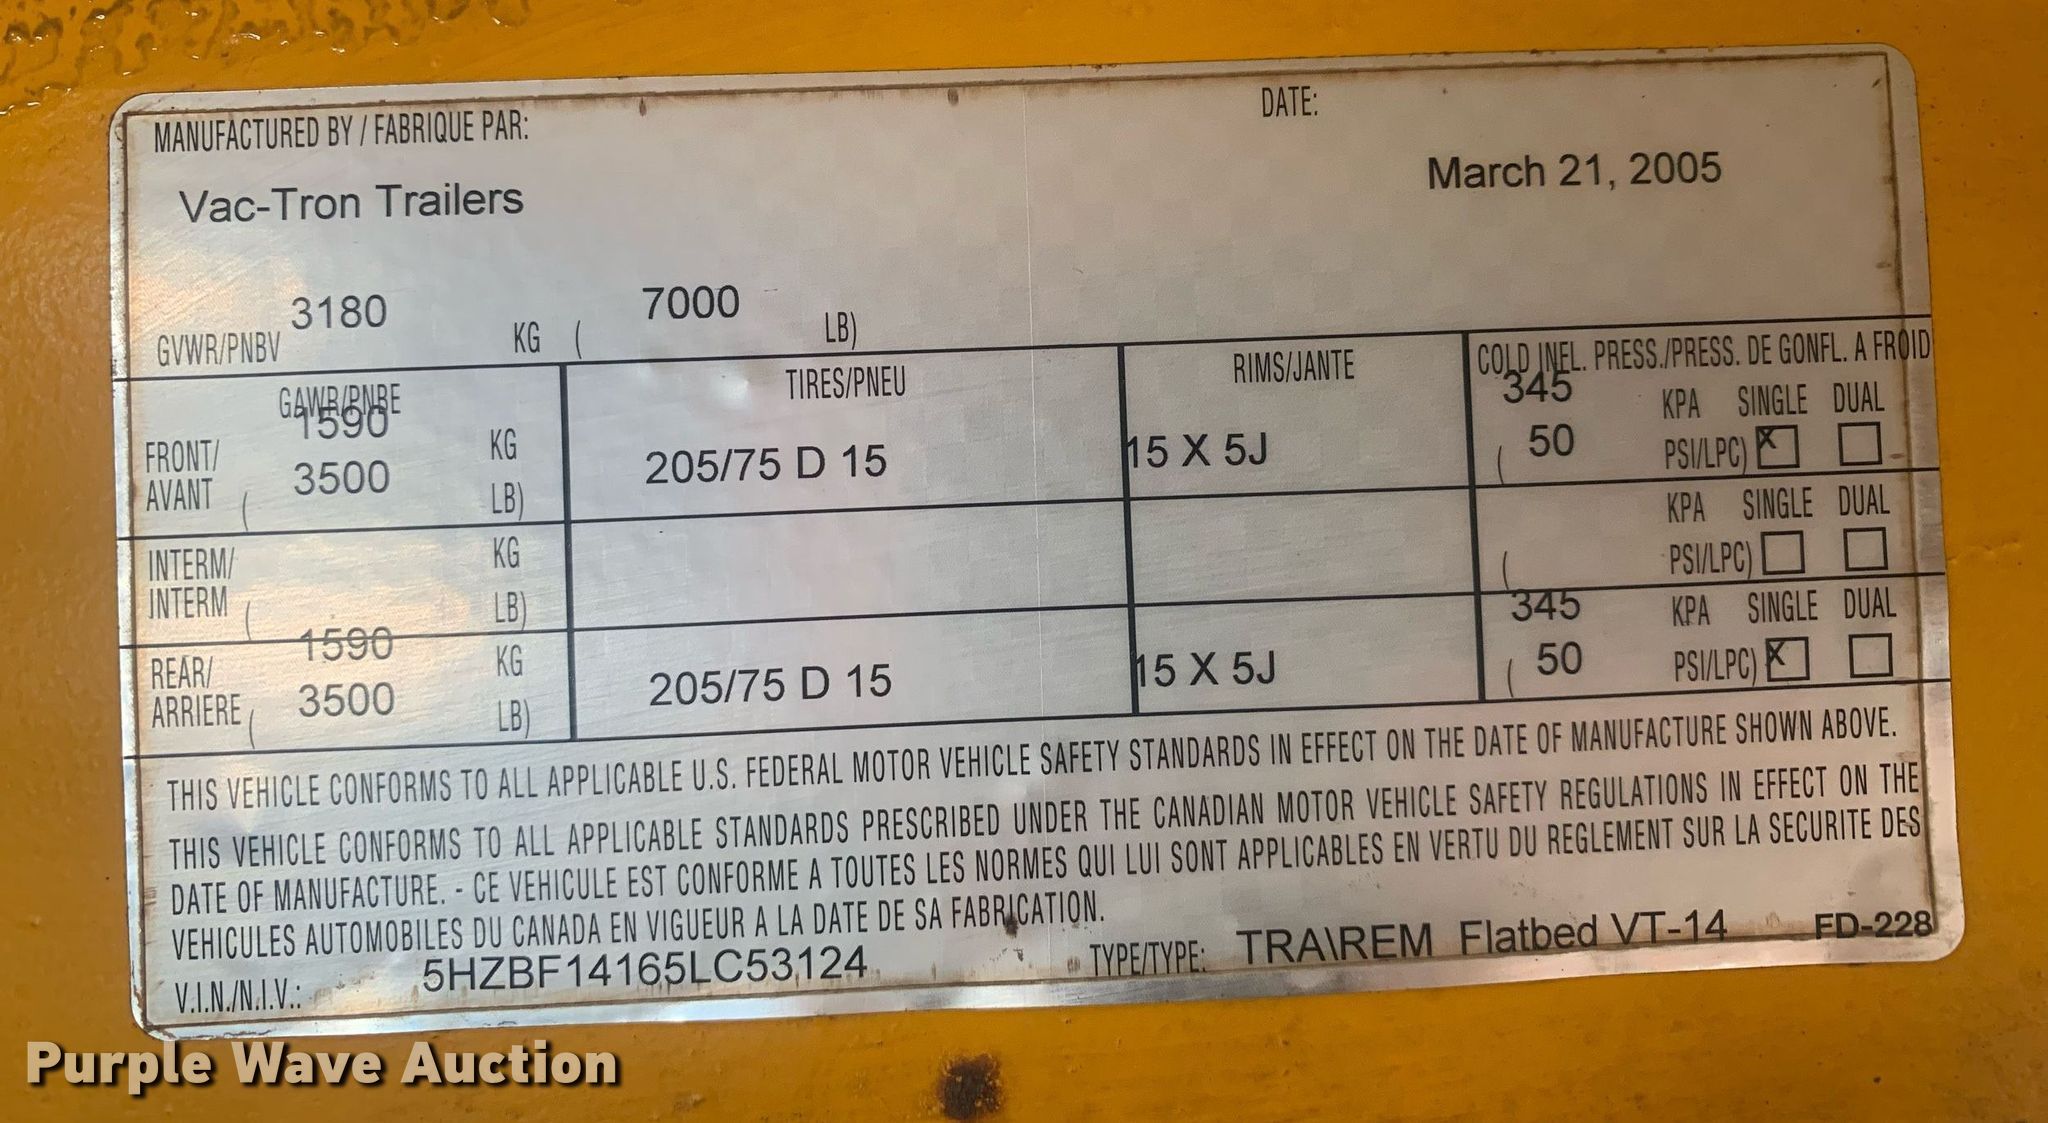 MANUFACTURED BY / FABRIQUE PAR: DATE:
Vac-Tron Trailers March 21, 2005
GVWR/PNBV 3180 KG ( 7000 LB)
GAWR/PNBE TIRES/PNEU RIMS/JANTE COLD INFL. PRESS./PRESS. DE GONFL. A FROID
1590 KG 345 KPA SINGLE DUAL
FRONT/
AVANT ( 3500 LB) 205/75 D 15 15 X 5J ( 50 PSI/LPC) X
INTERM/ KG KPA SINGLE DUAL
INTERM ( LB) ( PSI/LPC)
1590 KG 345 KPA SINGLE DUAL
REAR/
ARRIERE ( 3500 LB) 205/75 D 15 15 X 5J ( 50 PSI/LPC) X
THIS VEHICLE CONFORMS TO ALL APPLICABLE U.S. FEDERAL MOTOR VEHICLE SAFETY STANDARDS IN EFFECT ON THE DATE OF MANUFACTURE SHOWN ABOVE.
THIS VEHICLE CONFORMS TO ALL APPLICABLE STANDARDS PRESCRIBED UNDER THE CANADIAN MOTOR VEHICLE SAFETY REGULATIONS IN EFFECT ON THE
DATE OF MANUFACTURE. - CE VEHICULE EST CONFORME A TOUTES LES NORMES QUI LUI SONT APPLICABLES EN VERTU DU REGLEMENT SUR LA SECURITE DES
VEHICULES AUTOMOBILES DU CANADA EN VIGUEUR A LA DATE DE SA FABRICATION.
V.I.N./N.I.V.: 5HZBF14165LC53124 TYPE/TYPE: TRA\REM Flatbed VT-14 FD-228
Purple Wave Auction